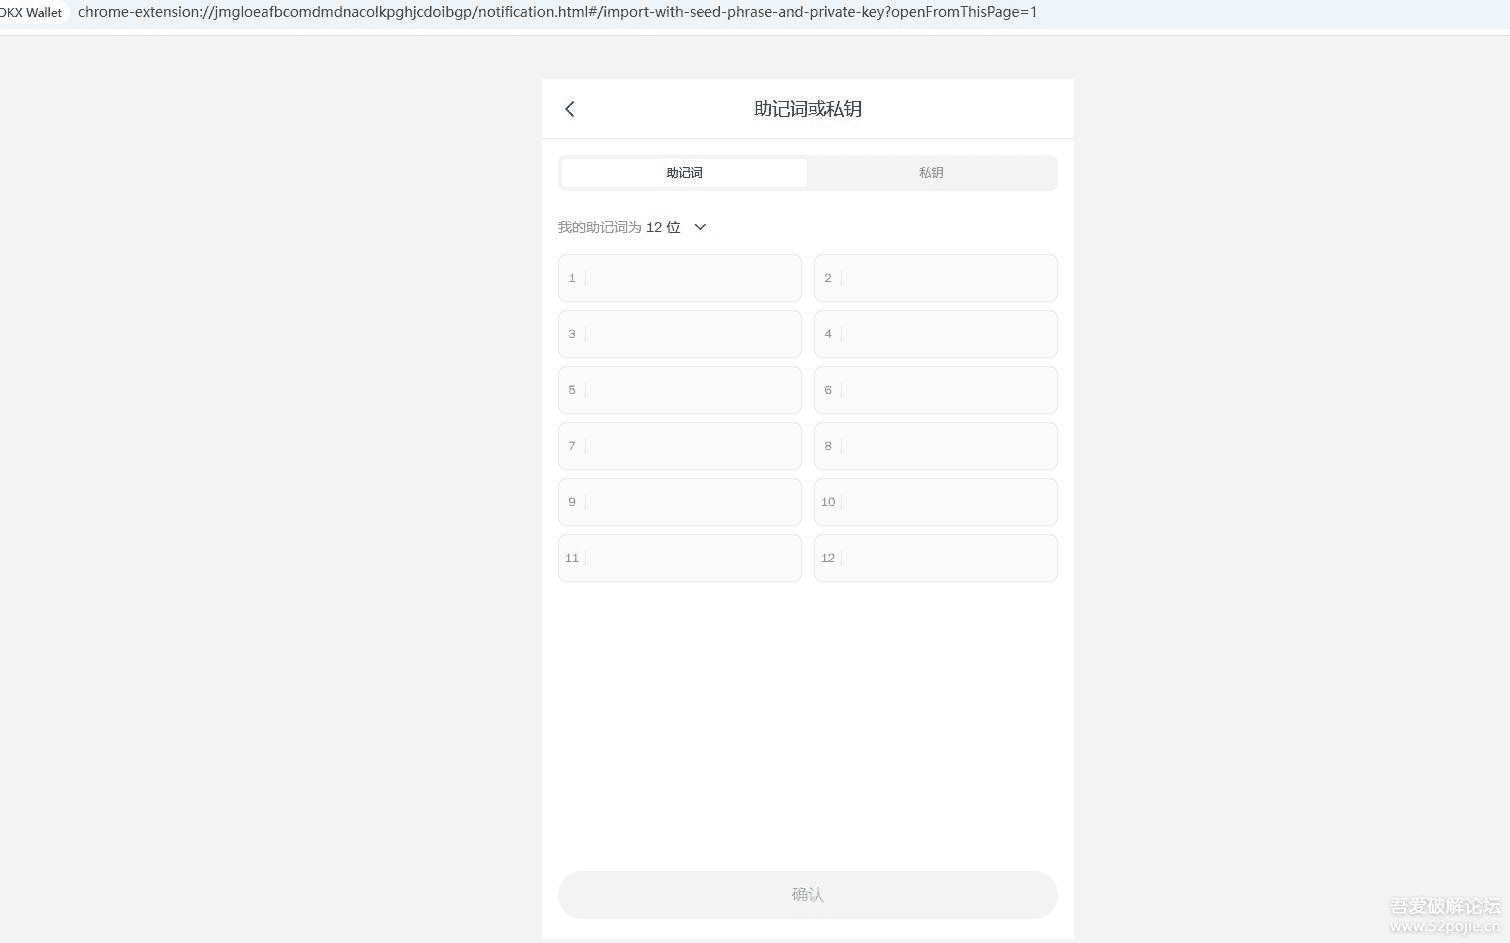 OKX Wallet chrome-extension://jmgloeafbcomdmdnacolkpghjcdoibgp/notification.html#/import-with-seed-phrase-and-private-key?openFromThisPage=1
助记词或私钥
助记词 私钥
我的助记词为 12 位
1 2
3 4
5 6
7 8
9 10
11 12
确认
吾爱破解论坛
www.52pojie.cn